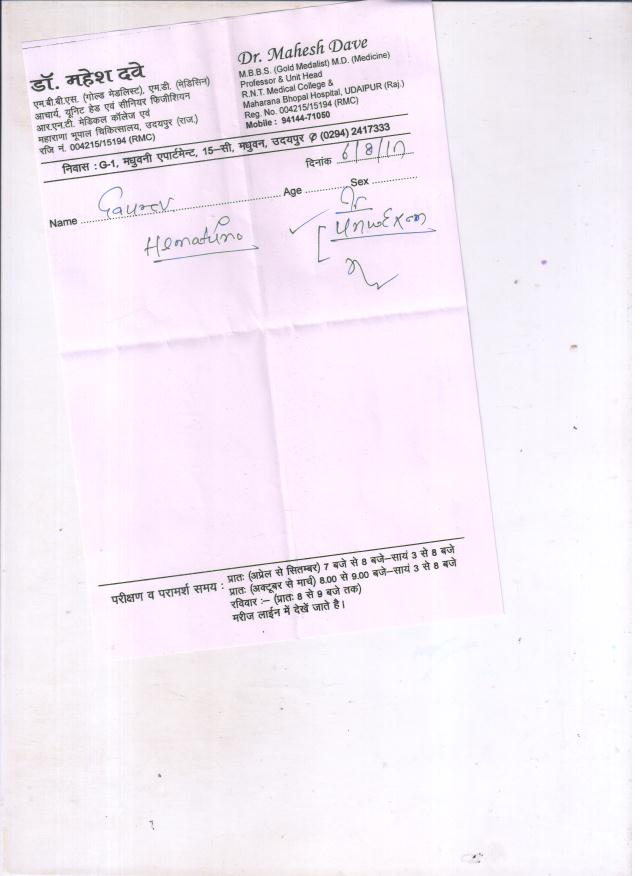 डॉ. महेश दवे
एम.बी.बी.एस. (गोल्ड मेडलिस्ट), एम.डी. (मेडिसिन)
आचार्य, यूनिट हेड एवं सीनियर फिजीशियन
आर.एन.टी. मेडिकल कॉलेज एवं
महाराणा भूपाल चिकित्सालय, उदयपुर (राज.)
रजि नं. 004215/15194 (RMC)
Dr. Mahesh Dave
M.B.B.S. (Gold Medalist) M.D. (Medicine)
Professor & Unit Head
R.N.T. Medical College &
Maharana Bhopal Hospital, UDAIPUR (Raj.)
Reg. No. 004215/15194 (RMC)
Mobile : 94144-71050
निवास : G-1, मधुवनी एपार्टमेन्ट, 15-सी, मधुवन, उदयपुर ✆ (0294) 2417333
दिनांक 6/8/17
Name Gaurav Age Sex
परीक्षण व परामर्श समय : प्रातः (अप्रेल से सितम्बर) 7 बजे से 8 बजे-सायं 3 से 8 बजे
प्रातः (अक्टूबर से मार्च) 8.00 से 9.00 बजे-सायं 3 से 8 बजे
रविवार :- (प्रातः 8 से 9 बजे तक)
मरीज लाईन में देखें जाते है।